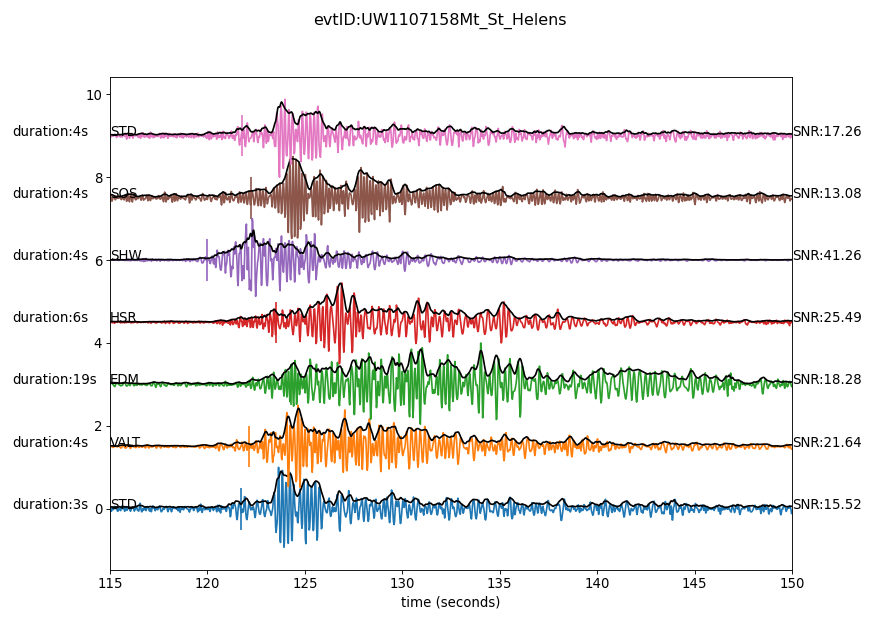 evtID:UW1107158Mt_St_Helens
10
duration:4s STD SNR:17.26
8
duration:4s SOS SNR:13.08
duration:4s SHW SNR:41.26
6
duration:6s HSR SNR:25.49
4
duration:19s EDM SNR:18.28
2
duration:4s VALT SNR:21.64
duration:3s STD SNR:15.52
0
115 120 125 130 135 140 145 150
time (seconds)